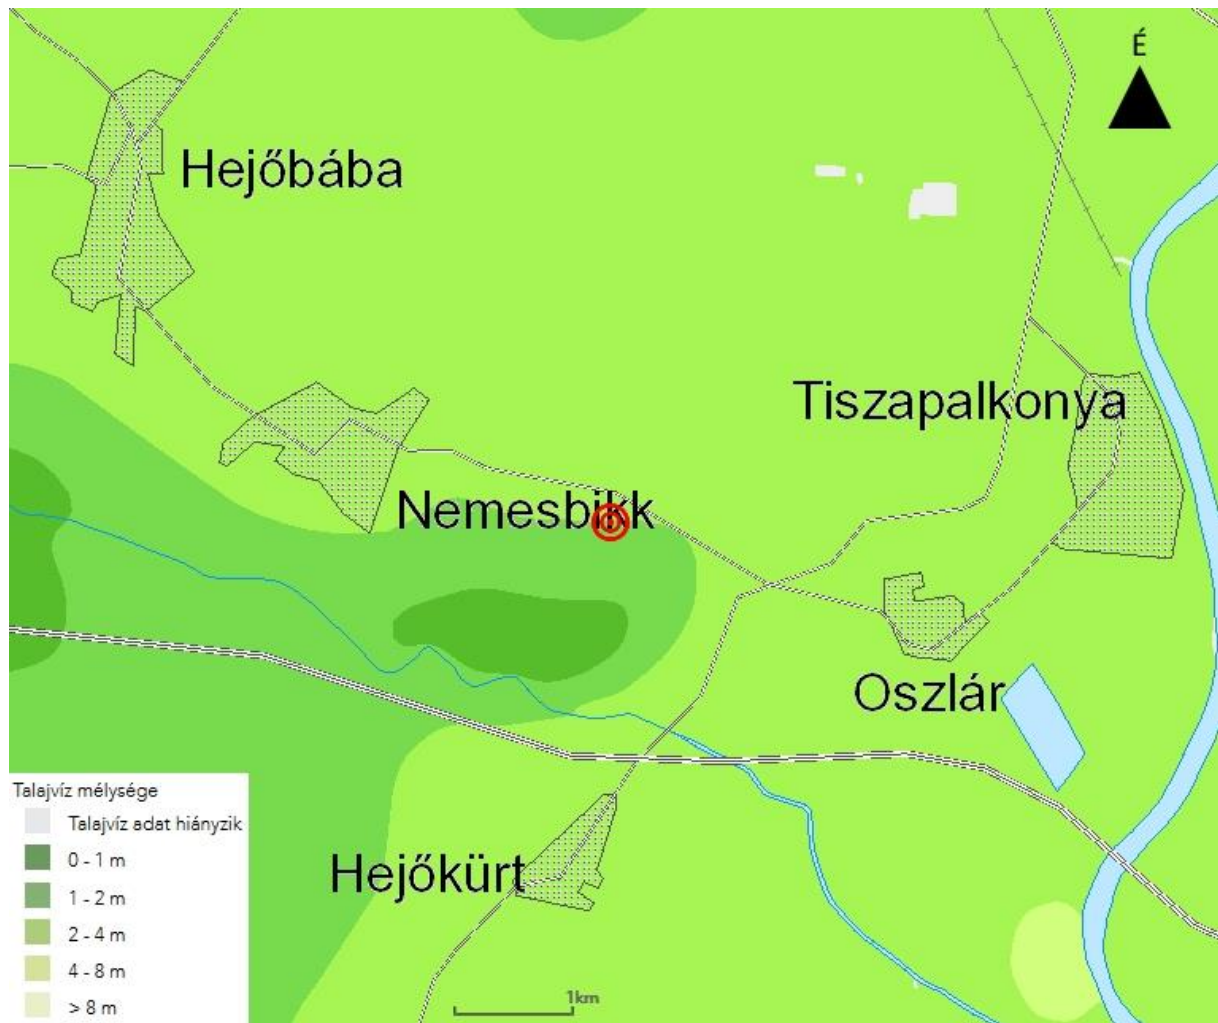 É
Hejőbába
Tiszapalkonya
Nemesbikk
Oszlár
Hejőkürt
Talajvíz mélysége
Talajvíz adat hiányzik
0 - 1 m
1 - 2 m
2 - 4 m
4 - 8 m
> 8 m
1km